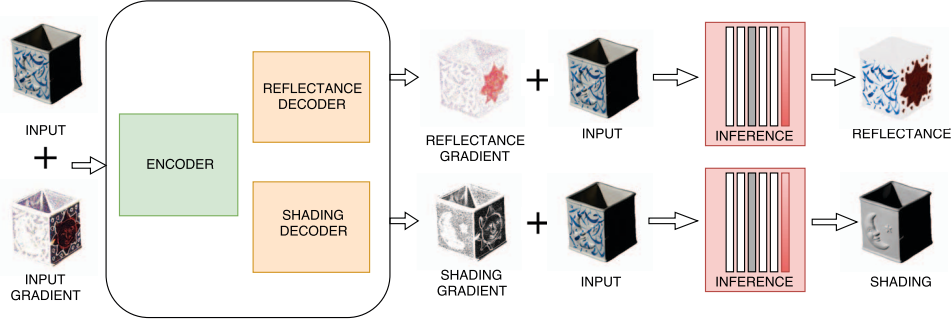 INPUT
+
INPUT
GRADIENT
ENCODER
REFLECTANCE
DECODER
SHADING
DECODER
REFLECTANCE
GRADIENT
+
INPUT
INFERENCE
REFLECTANCE
SHADING
GRADIENT
+
INPUT
INFERENCE
SHADING